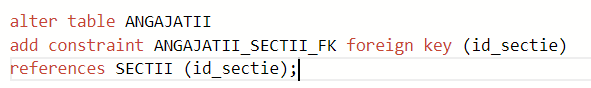 alter table ANGAJATII
add constraint ANGAJATII_SECTII_FK foreign key (id_sectie)
references SECTII (id_sectie);